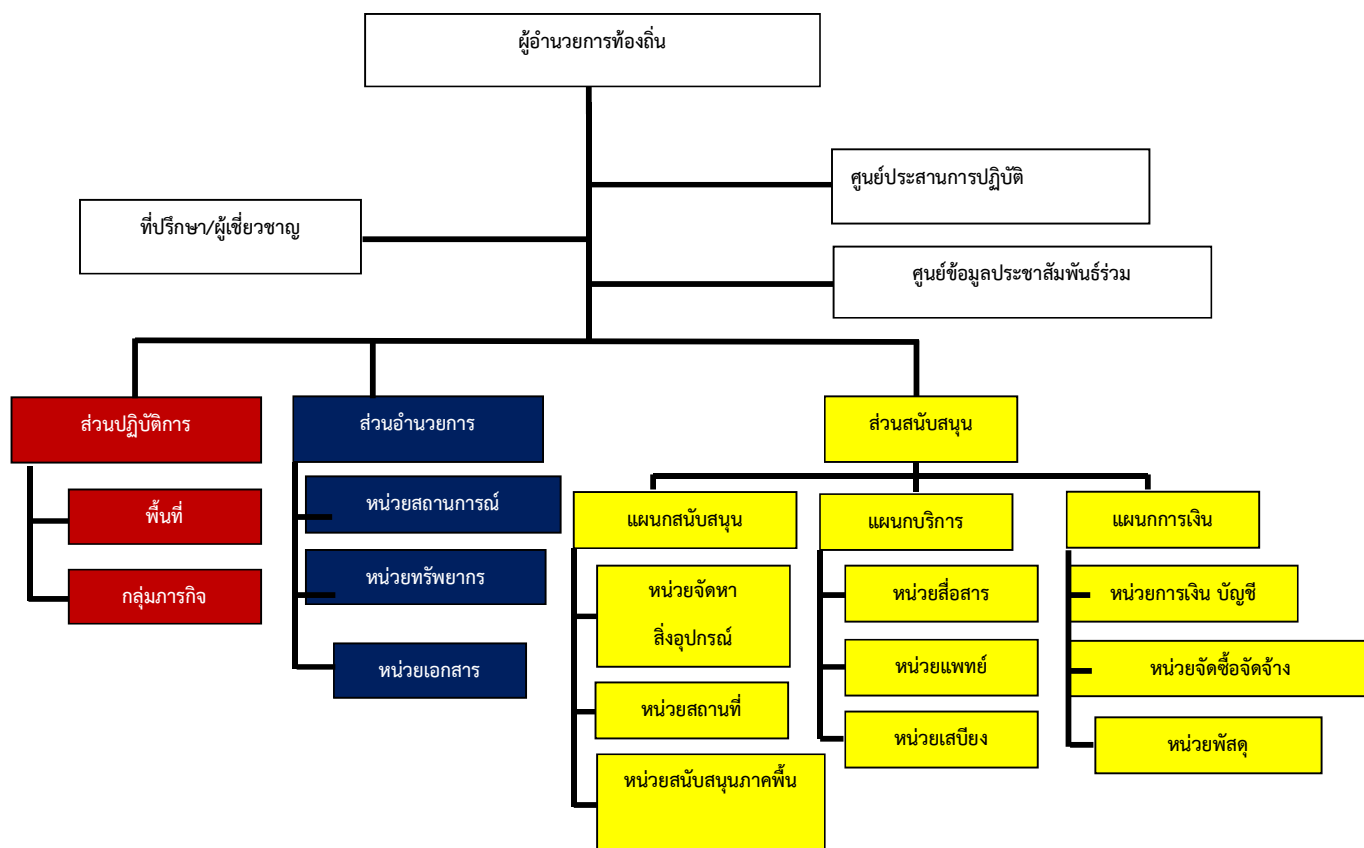 ผู้อำนวยการท้องถิ่น
ศูนย์ประสานการปฏิบัติ
ที่ปรึกษา/ผู้เชี่ยวชาญ
ศูนย์ข้อมูลประชาสัมพันธ์ร่วม
ส่วนปฏิบัติการ
พื้นที่
กลุ่มภารกิจ
ส่วนอำนวยการ
หน่วยสถานการณ์
หน่วยทรัพยากร
หน่วยเอกสาร
ส่วนสนับสนุน
แผนกสนับสนุน
หน่วยจัดหา
สิ่งอุปกรณ์
หน่วยสถานที่
หน่วยสนับสนุนภาคพื้น
แผนกบริการ
หน่วยสื่อสาร
หน่วยแพทย์
หน่วยเสบียง
แผนกการเงิน
หน่วยการเงิน บัญชี
หน่วยจัดซื้อจัดจ้าง
หน่วยพัสดุ